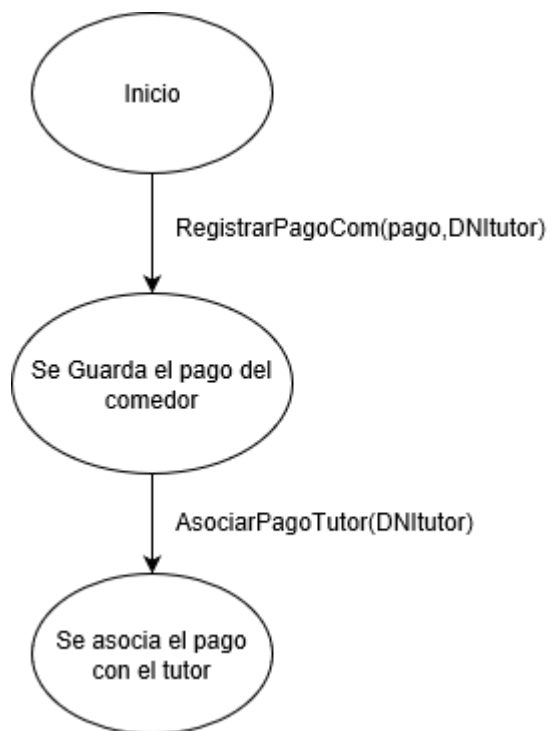 Inicio
RegistrarPagoCom(pago,DNItutor)
Se Guarda el pago del
comedor
AsociarPagoTutor(DNItutor)
Se asocia el pago
con el tutor